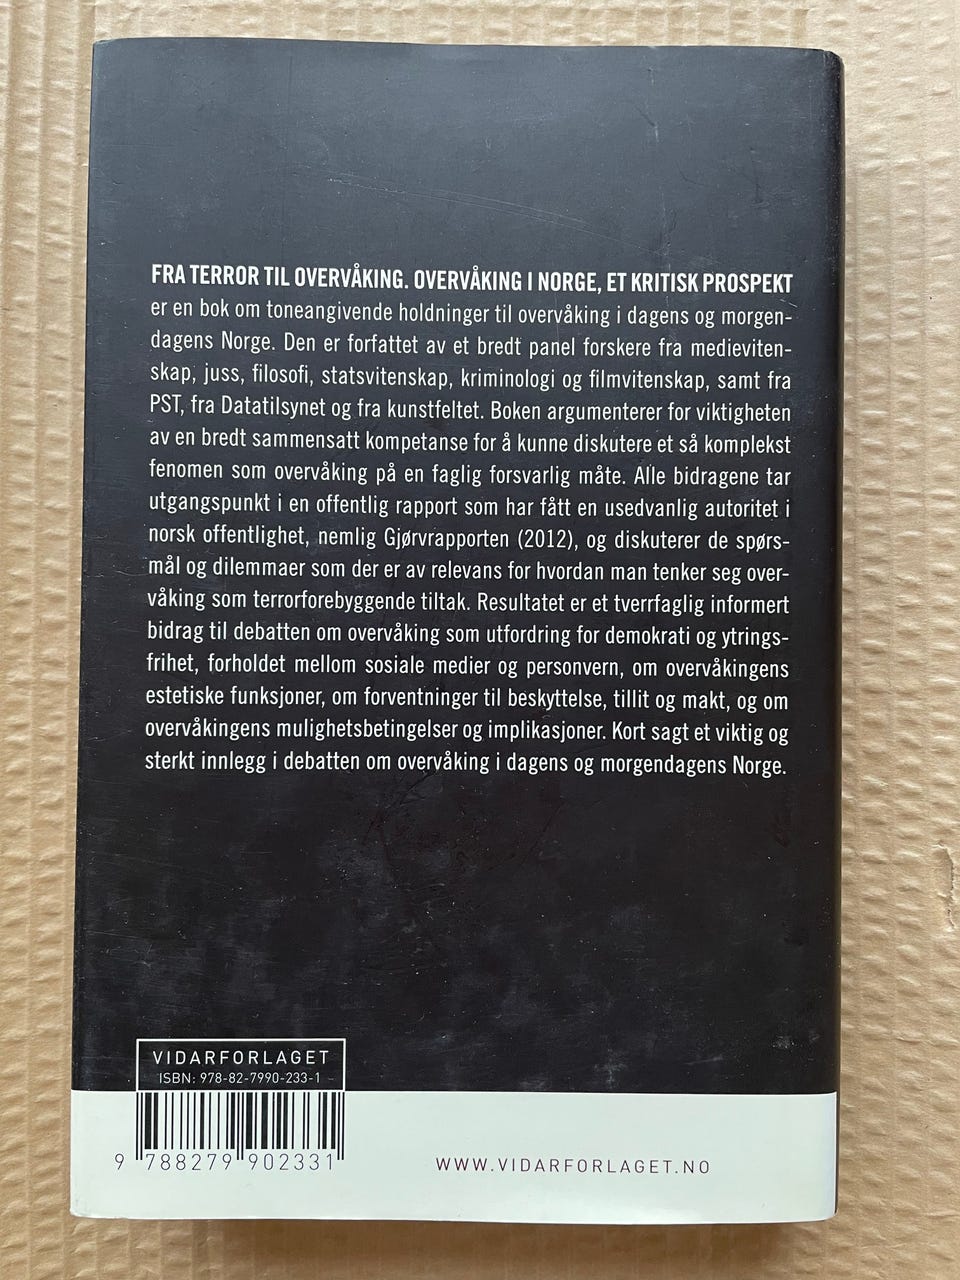 FRA TERROR TIL OVERVÅKING. OVERVÅKING I NORGE, ET KRITISK PROSPEKT
er en bok om toneangivende holdninger til overvåking i dagens og morgen-
dagens Norge. Den er forfattet av et bredt panel forskere fra medieviten-
skap, juss, filosofi, statsvitenskap, kriminologi og filmvitenskap, samt fra
PST, fra Datatilsynet og fra kunstfeltet. Boken argumenterer for viktigheten
av en bredt sammensatt kompetanse for å kunne diskutere et så komplekst
fenomen som overvåking på en faglig forsvarlig måte. Alle bidragene tar
utgangspunkt i en offentlig rapport som har fått en usedvanlig autoritet i
norsk offentlighet, nemlig Gjørvrapporten (2012), og diskuterer de spørs-
mål og dilemmaer som der er av relevans for hvordan man tenker seg over-
våking som terrorforebyggende tiltak. Resultatet er et tverrfaglig informert
bidrag til debatten om overvåking som utfordring for demokrati og ytrings-
frihet, forholdet mellom sosiale medier og personvern, om overvåkingens
estetiske funksjoner, om forventninger til beskyttelse, tillit og makt, og om
overvåkingens mulighetsbetingelser og implikasjoner. Kort sagt et viktig og
sterkt innlegg i debatten om overvåking i dagens og morgendagens Norge.
VIDARFORLAGET
ISBN: 978-82-7990-233-1
9 788279 902331
WWW.VIDARFORLAGET.NO